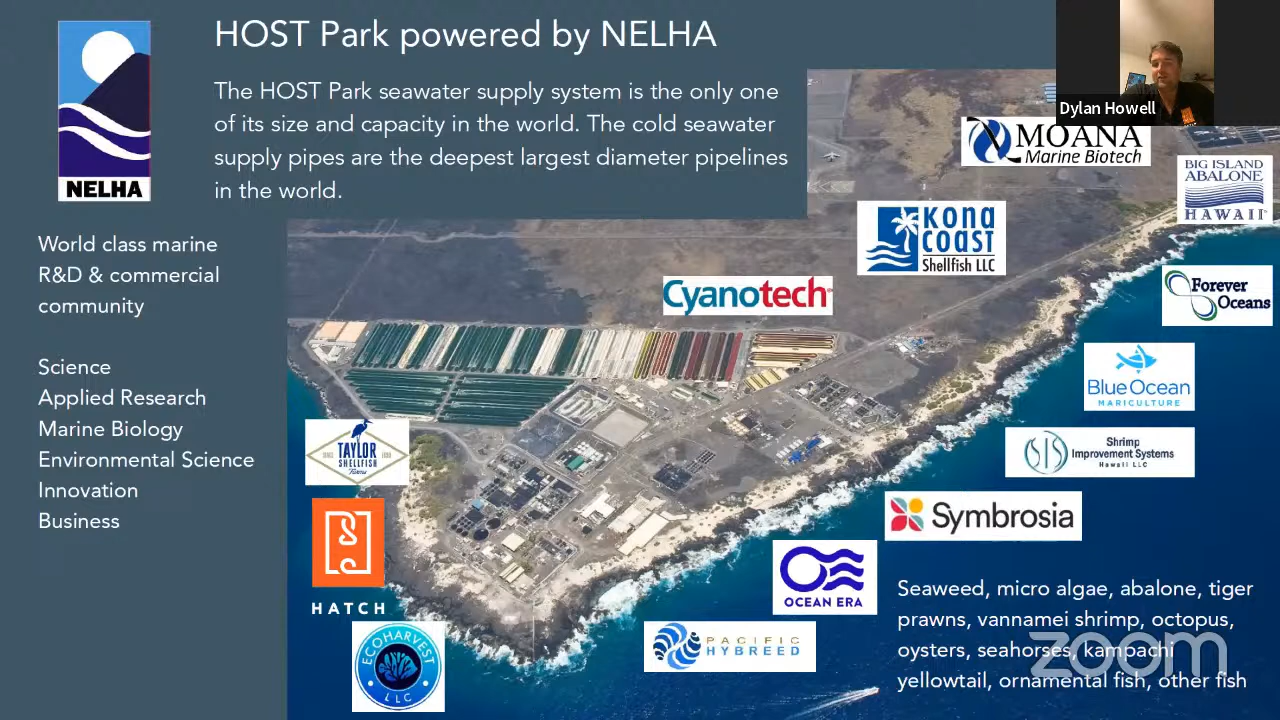 HOST Park powered by NELHA
The HOST Park seawater supply system is the only one
of its size and capacity in the world. The cold seawater
supply pipes are the deepest largest diameter pipelines
in the world.
NELHA
World class marine
R&D & commercial
community
Science
Applied Research
Marine Biology
Environmental Science
Innovation
Business
Dylan Howell
MOANA
Marine Biotech
BIG ISLAND
ABALONE
HAWAII
kona
coast
Shellfish LLC
Cyanotech
Forever
Oceans
Blue Ocean
MARICULTURE
TAYLOR
SHELLFISH
Farms
SIS
Shrimp
Improvement Systems
Hawaii LLC
Symbrosia
HATCH
OCEAN ERA
ECOHARVEST
LLC
PACIFIC
HYBREED
Seaweed, micro algae, abalone, tiger
prawns, vannamei shrimp, octopus,
oysters, seahorses, kampachi
yellowtail, ornamental fish, other fish
zoom